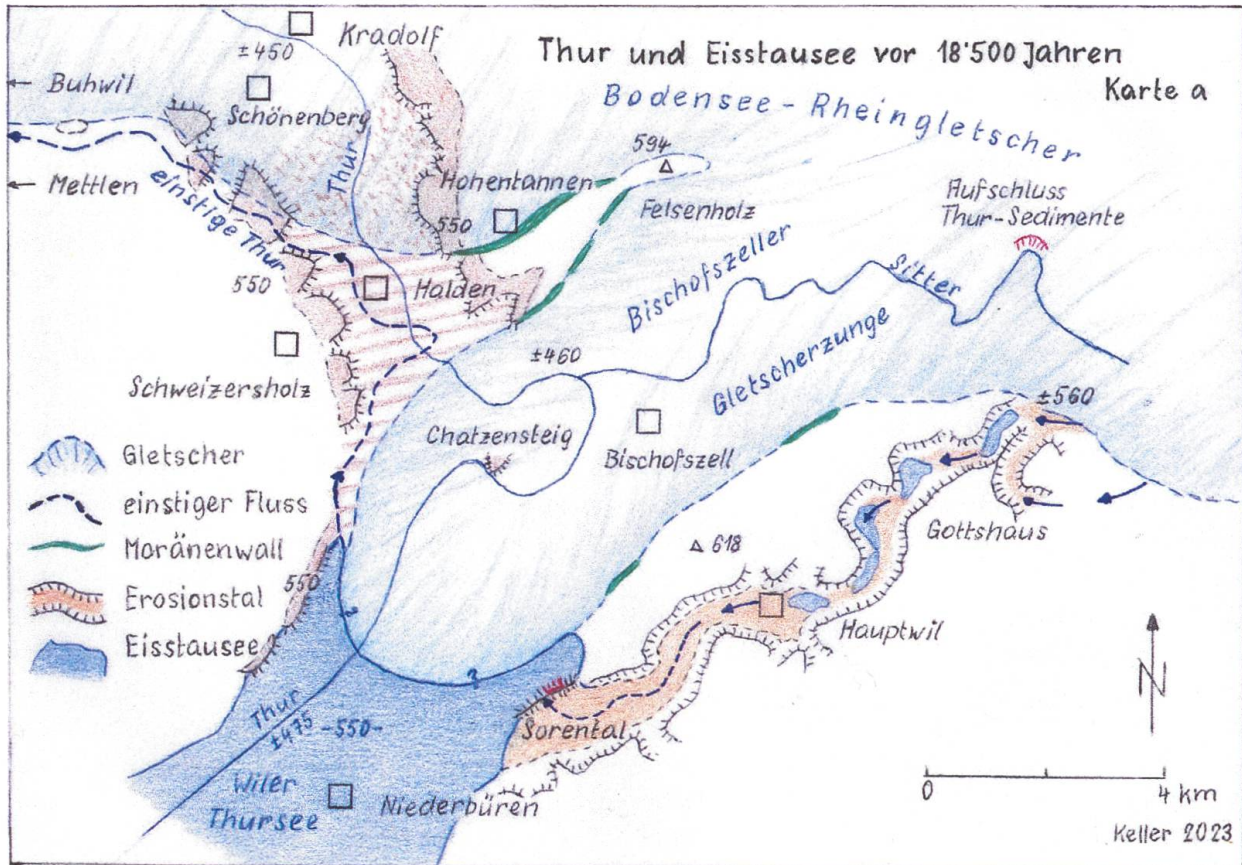 Thur und Eisstausee vor 18'500 Jahren
Karte a
Kradolf
±450
Buhwil
Schönenberg
Bodensee-Rheingletscher
594
Thur
Mettlen
Hohentannen
Felsenholz
Aufschluss
Thur-Sedimente
einstige Thur
550
550
Halden
Bischofszeller
Gletscherzunge
Sitter
Schweizersholz
±460
±560
Chatzensteig
Bischofszell
Gottshaus
Gletscher
einstiger Fluss
Moränenwall
Erosionstal
Eisstausee
550
618
Hauptwil
?
?
N
Thur
±475
-550-
Sorental
Wiler
Thursee
Niederbüren
0
4 km
Keller 2023